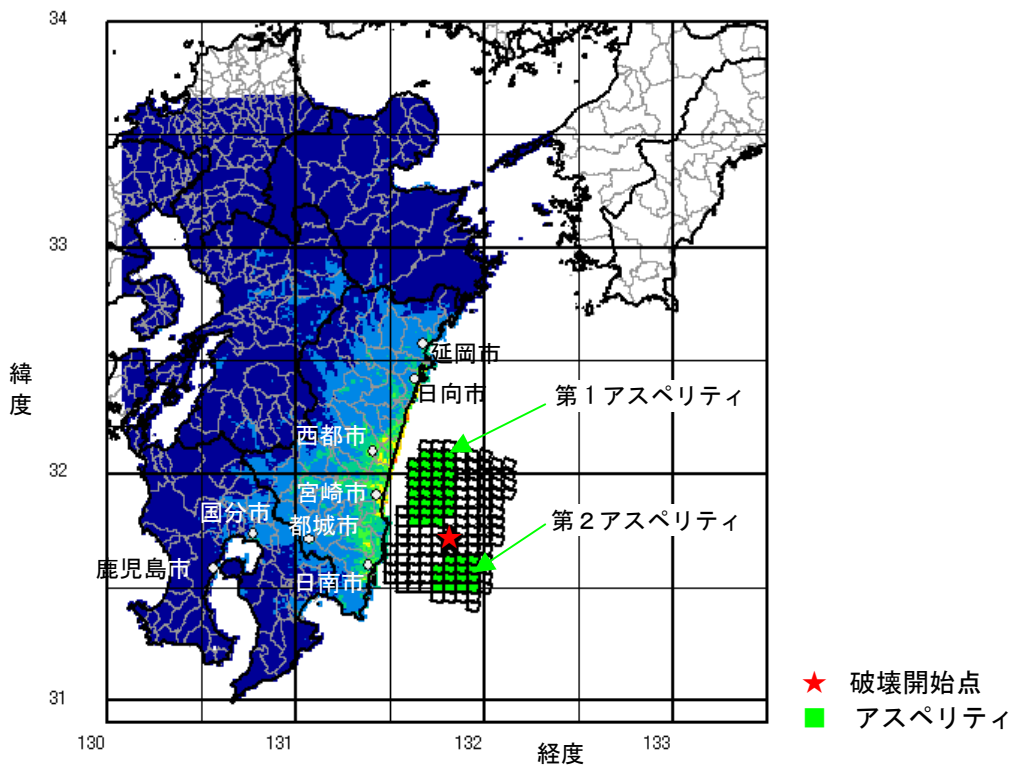 34
33
32
31
緯
度
延岡市
日向市
第１アスペリティ
西都市
宮崎市
国分市
都城市
第２アスペリティ
鹿児島市
日南市
破壊開始点
アスペリティ
130
131
132
133
経度